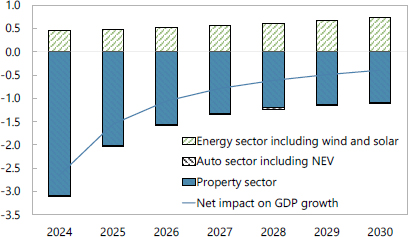 1.0
0.5
0.0
-0.5
-1.0
-1.5
-2.0
-2.5
-3.0
-3.5
Energy sector including wind and solar
Auto sector including NEV
Property sector
Net impact on GDP growth
2024 2025 2026 2027 2028 2029 2030